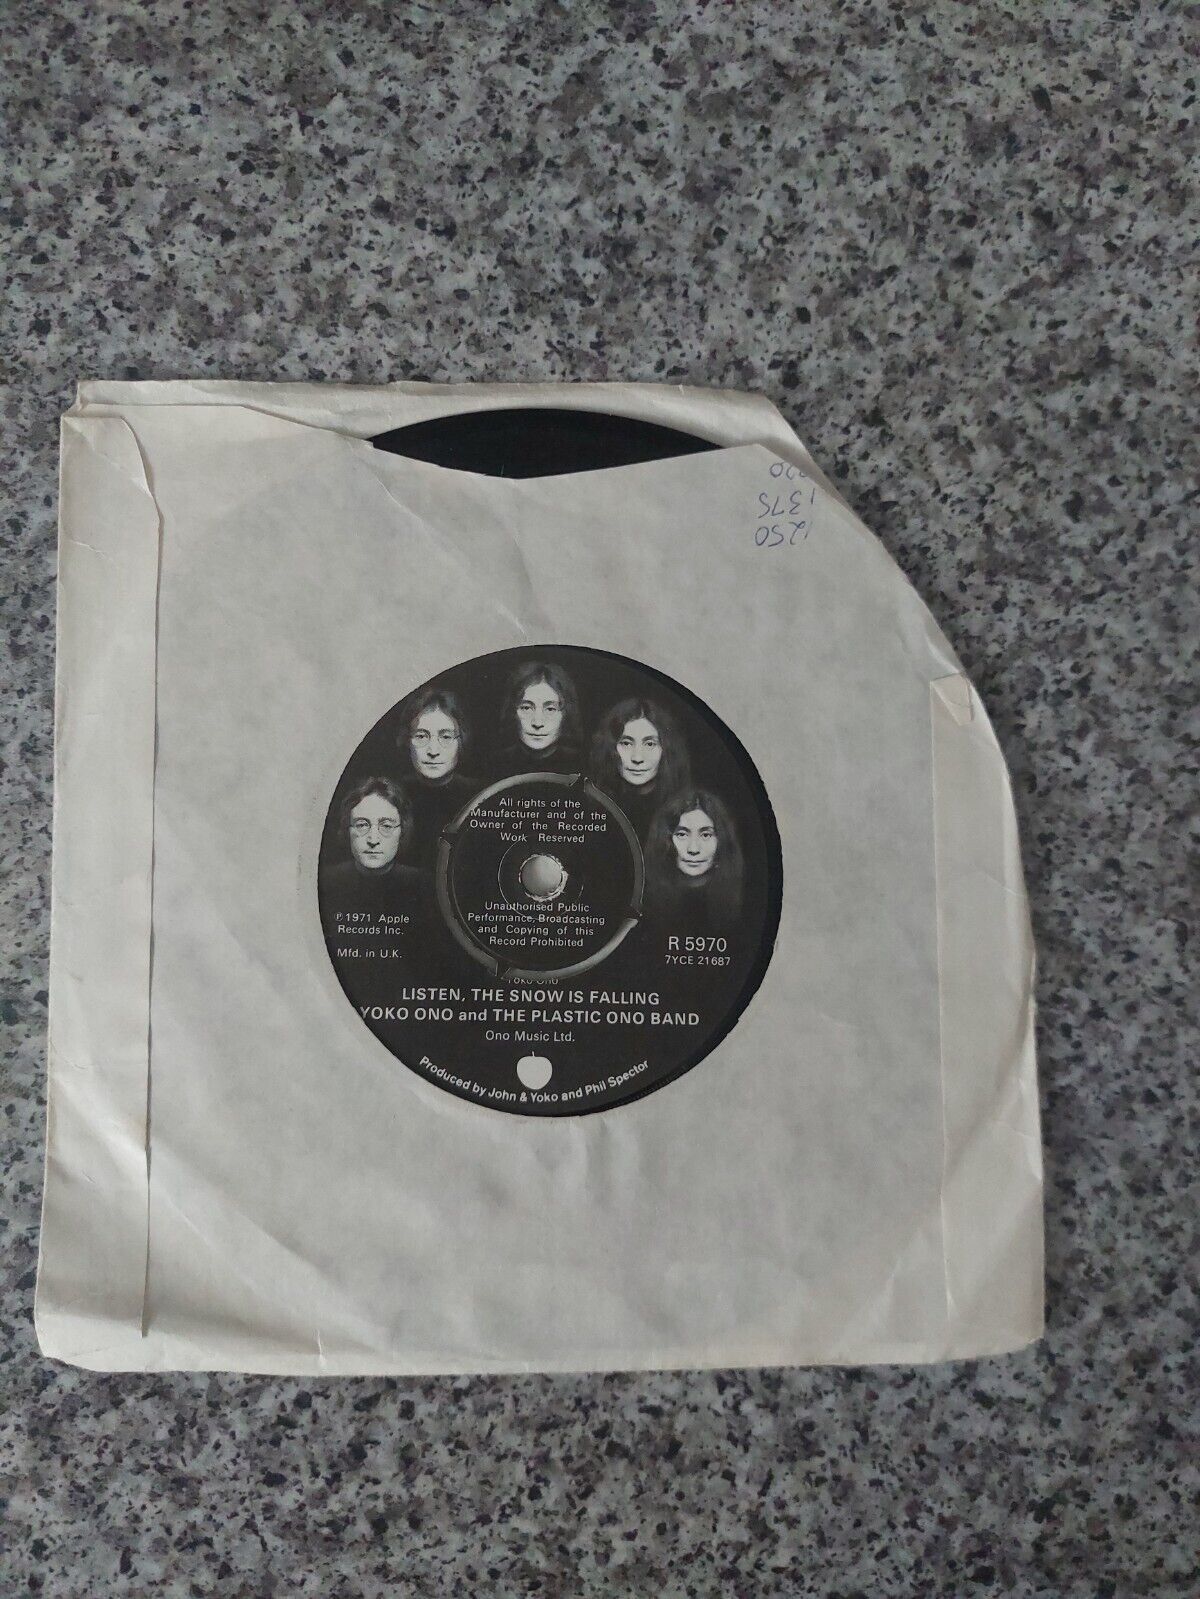 1250
1375
All rights of the
Manufacturer and of the
Owner of the Recorded
Work Reserved
Unauthorised Public
Performance, Broadcasting
and Copying of this
Record Prohibited
℗ 1971 Apple
Records Inc.
Mfd. in U.K.
R 5970
7YCE 21687
Yoko Ono
LISTEN, THE SNOW IS FALLING
YOKO ONO and THE PLASTIC ONO BAND
Ono Music Ltd.
Produced by John & Yoko and Phil Spector